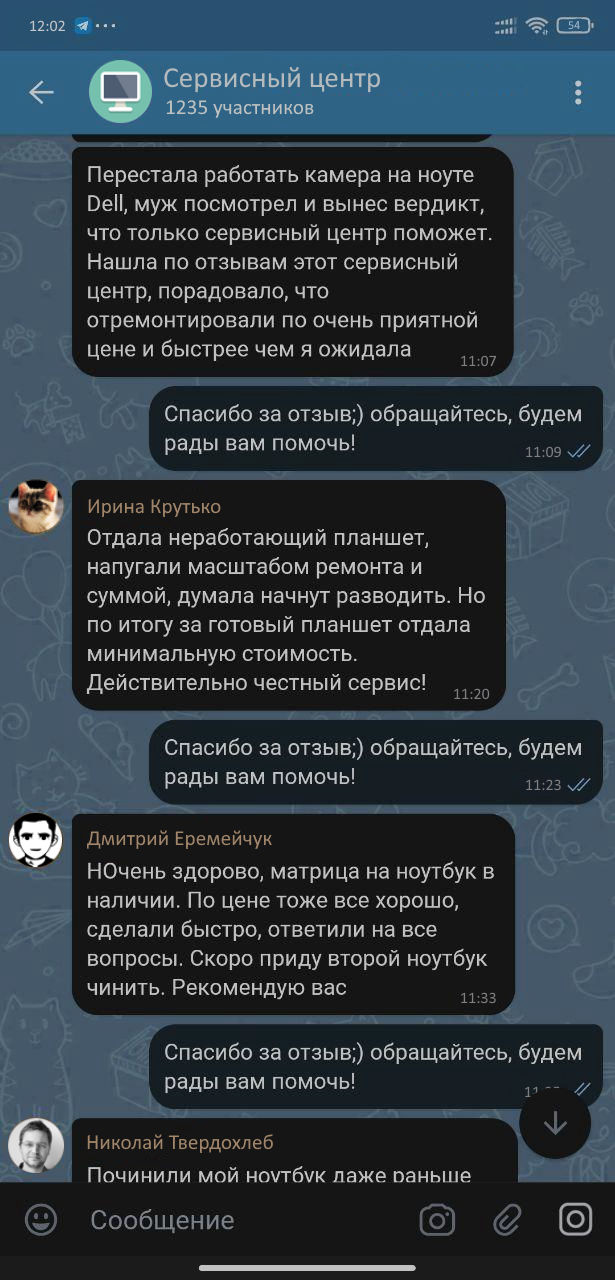 12:02
54
Сервисный центр
1235 участников
Перестала работать камера на ноуте
Dell, муж посмотрел и вынес вердикт,
что только сервисный центр поможет.
Нашла по отзывам этот сервисный
центр, порадовало, что
отремонтировали по очень приятной
цене и быстрее чем я ожидала
11:07
Спасибо за отзыв;) обращайтесь, будем
рады вам помочь!
11:09
Ирина Крутько
Отдала неработающий планшет,
напугали масштабом ремонта и
суммой, думала начнут разводить. Но
по итогу за готовый планшет отдала
минимальную стоимость.
Действительно честный сервис!
11:20
Спасибо за отзыв;) обращайтесь, будем
рады вам помочь!
11:23
Дмитрий Еремейчук
НОчень здорово, матрица на ноутбук в
наличии. По цене тоже все хорошо,
сделали быстро, ответили на все
вопросы. Скоро приду второй ноутбук
чинить. Рекомендую вас
11:33
Спасибо за отзыв;) обращайтесь, будем
рады вам помочь!
Николай Твердохлеб
Починили мой ноутбук даже раньше
Сообщение